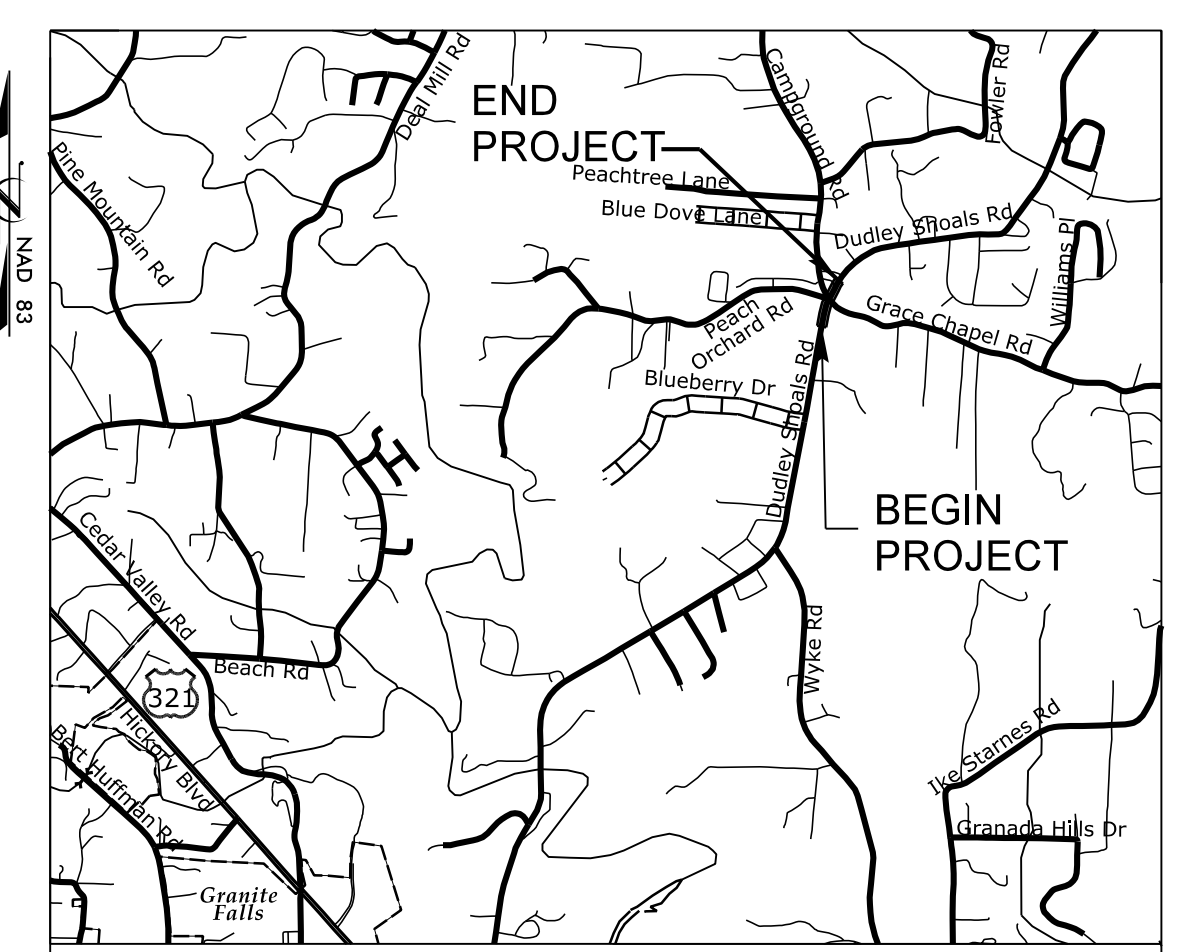 Deal Mill Rd
END
PROJECT
Campground Rd
Fowler Rd
Pine Mountain Rd
Peachtree Lane
Blue Dove Lane
Dudley Shoals Rd
Williams Pl
NAD 83
Peach
Orchard Rd
Grace Chapel Rd
Blueberry Dr
Dudley Shoals Rd
BEGIN
PROJECT
Cedar Valley Rd
Beach Rd
Wyke Rd
321
Hickory Blvd
Bert Huffman Rd
Ike Starnes Rd
Granada Hills Dr
Granite
Falls